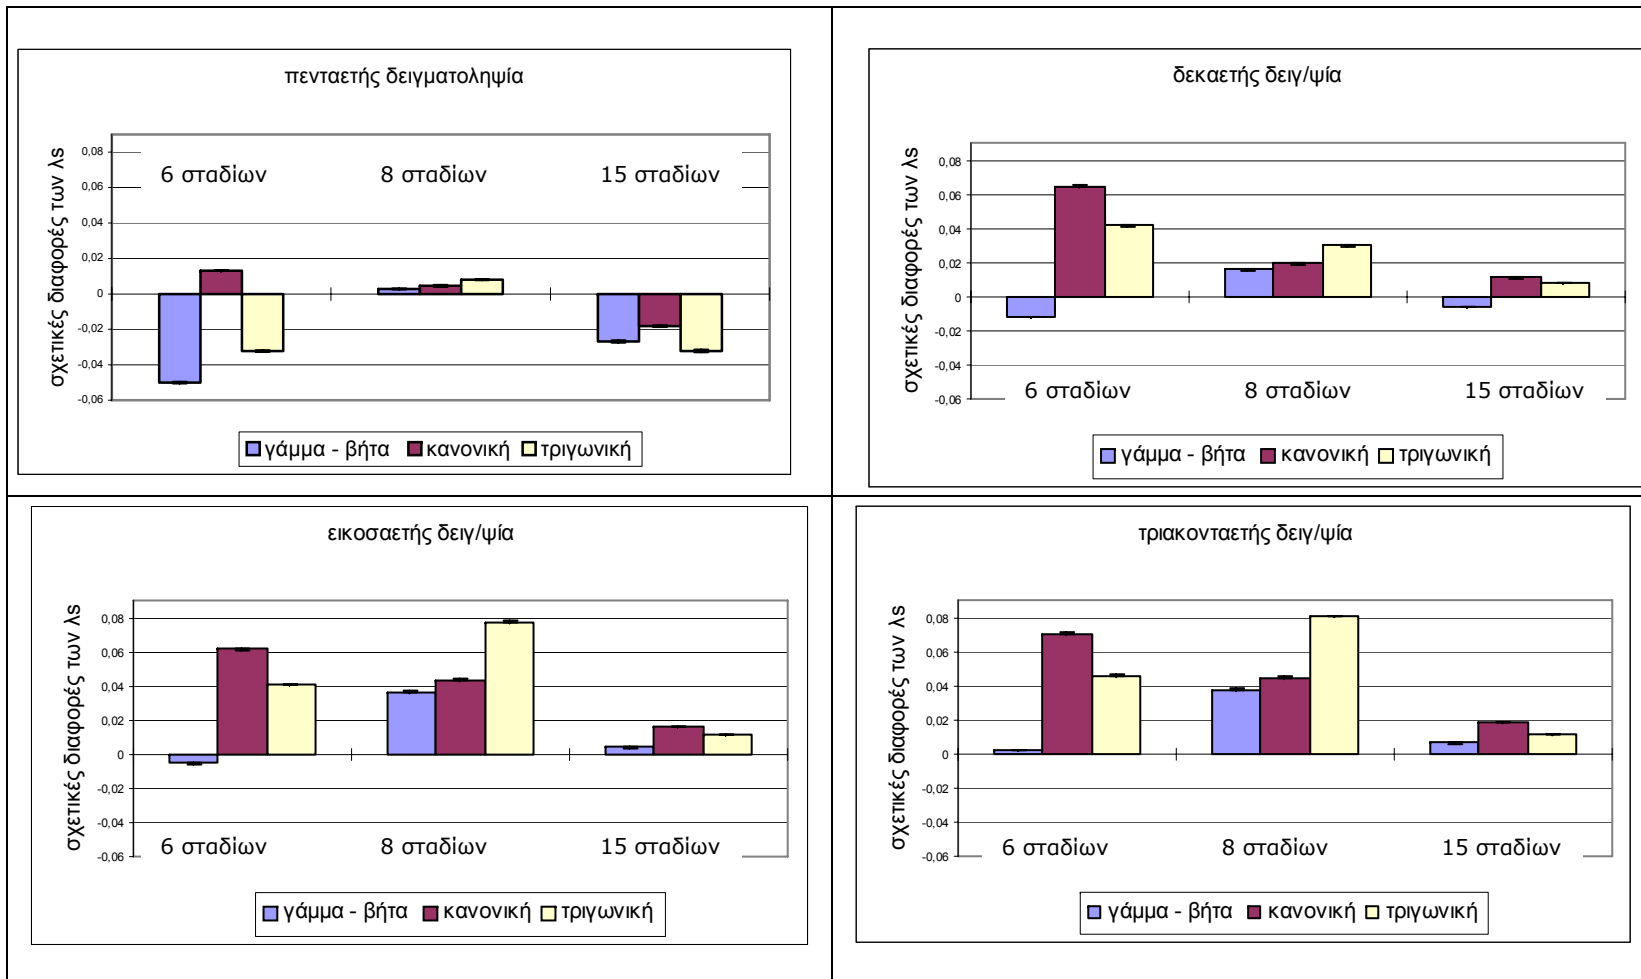 πενταετής δειγματοληψία
σχετικές διαφορές των λs
0,08
0,06
0,04
0,02
0
-0,02
-0,04
-0,06
6 σταδίων 8 σταδίων 15 σταδίων
γάμμα - βήτα κανονική τριγωνική
δεκαετής δειγ/ψία
σχετικές διαφορές των λs
0,08
0,06
0,04
0,02
0
-0,02
-0,04
-0,06
6 σταδίων 8 σταδίων 15 σταδίων
γάμμα - βήτα κανονική τριγωνική
εικοσαετής δειγ/ψία
σχετικές διαφορές των λs
0,08
0,06
0,04
0,02
0
-0,02
-0,04
-0,06
6 σταδίων 8 σταδίων 15 σταδίων
γάμμα - βήτα κανονική τριγωνική
τριακονταετής δειγ/ψία
σχετικές διαφορές των λs
0,08
0,06
0,04
0,02
0
-0,02
-0,04
-0,06
6 σταδίων 8 σταδίων 15 σταδίων
γάμμα - βήτα κανονική τριγωνική